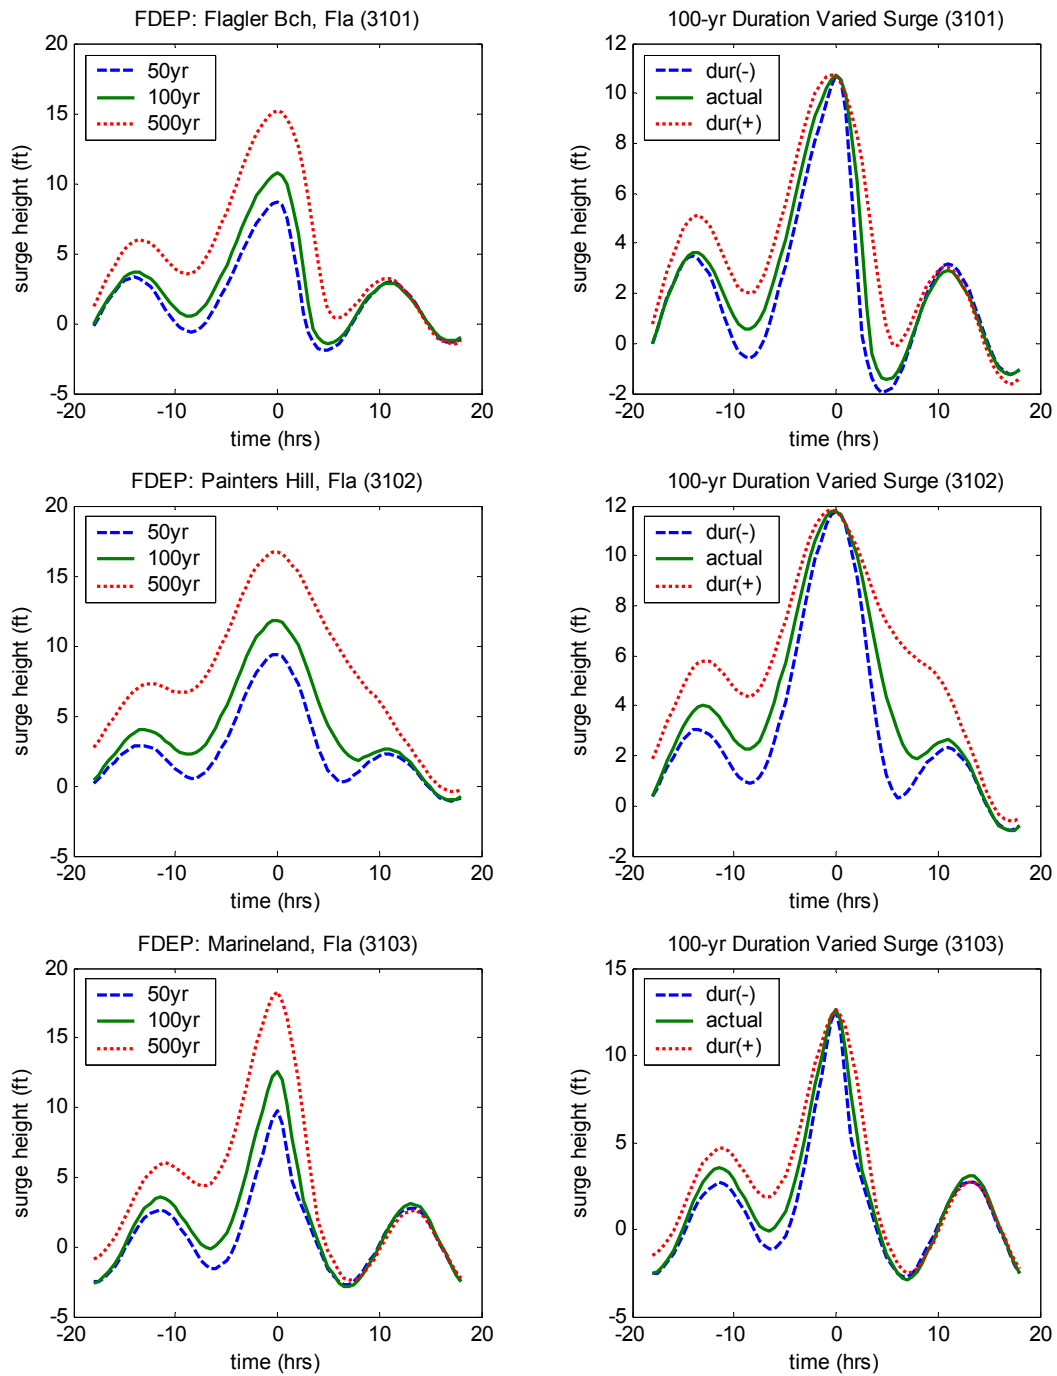 FDEP: Flagler Bch, Fla (3101)
20
15
10
5
0
-5
-20
-10
0
10
20
surge height (ft)
time (hrs)
50yr
100yr
500yr
100-yr Duration Varied Surge (3101)
12
10
8
6
4
2
0
-2
-20
-10
0
10
20
surge height (ft)
time (hrs)
dur(-)
actual
dur(+)
FDEP: Painters Hill, Fla (3102)
20
15
10
5
0
-5
-20
-10
0
10
20
surge height (ft)
time (hrs)
50yr
100yr
500yr
100-yr Duration Varied Surge (3102)
12
10
8
6
4
2
0
-2
-20
-10
0
10
20
surge height (ft)
time (hrs)
dur(-)
actual
dur(+)
FDEP: Marineland, Fla (3103)
20
15
10
5
0
-5
-20
-10
0
10
20
surge height (ft)
time (hrs)
50yr
100yr
500yr
100-yr Duration Varied Surge (3103)
15
10
5
0
-5
-20
-10
0
10
20
surge height (ft)
time (hrs)
dur(-)
actual
dur(+)